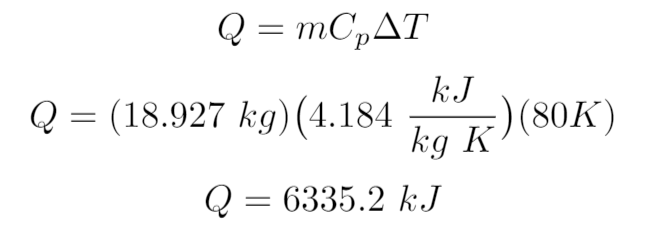 Q = mC_pΔT
Q = (18.927 kg)(4.184 kJ/kg K)(80K)
Q = 6335.2 kJ